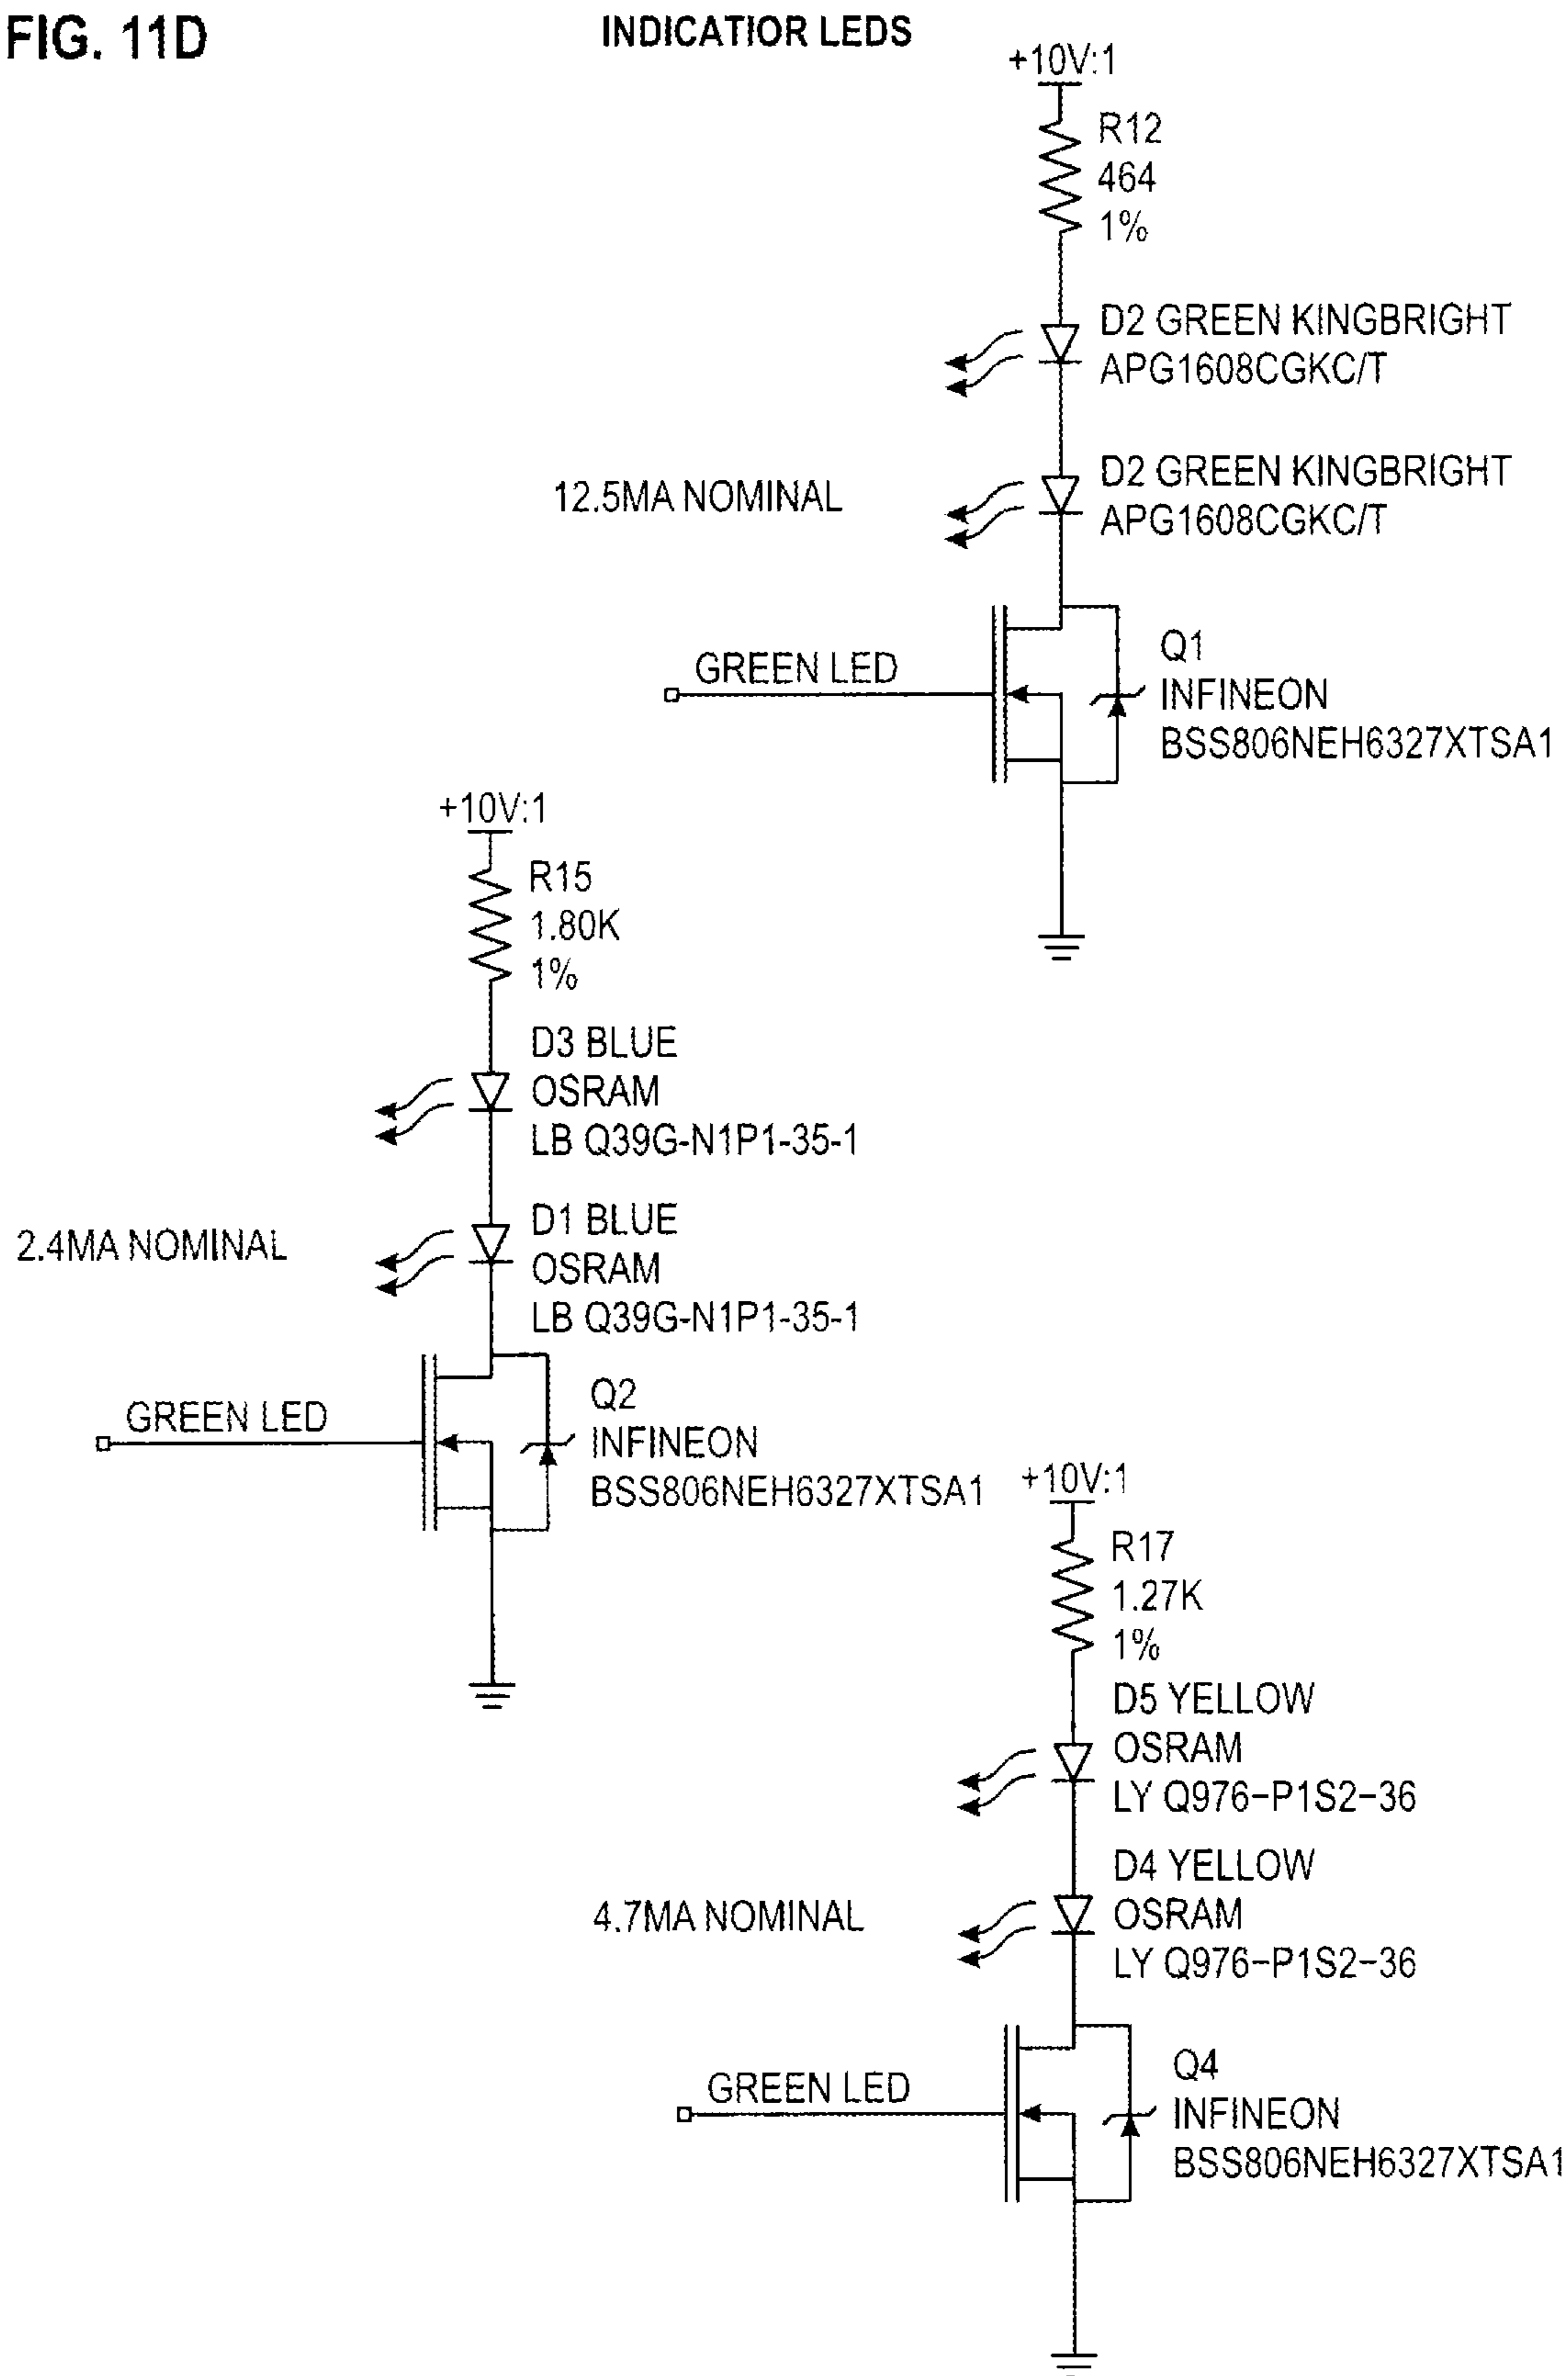 FIG. 11D
INDICATIOR LEDS
+10V:1
R12
464
1%
D2 GREEN KINGBRIGHT
APG1608CGKC/T
D2 GREEN KINGBRIGHT
APG1608CGKC/T
12.5MA NOMINAL
GREEN LED
Q1
INFINEON
BSS806NEH6327XTSA1
+10V:1
R15
1.80K
1%
D3 BLUE
OSRAM
LB Q39G-N1P1-35-1
D1 BLUE
OSRAM
LB Q39G-N1P1-35-1
2.4MA NOMINAL
GREEN LED
Q2
INFINEON
BSS806NEH6327XTSA1
+10V:1
R17
1.27K
1%
D5 YELLOW
OSRAM
LY Q976-P1S2-36
D4 YELLOW
OSRAM
LY Q976-P1S2-36
4.7MA NOMINAL
GREEN LED
Q4
INFINEON
BSS806NEH6327XTSA1